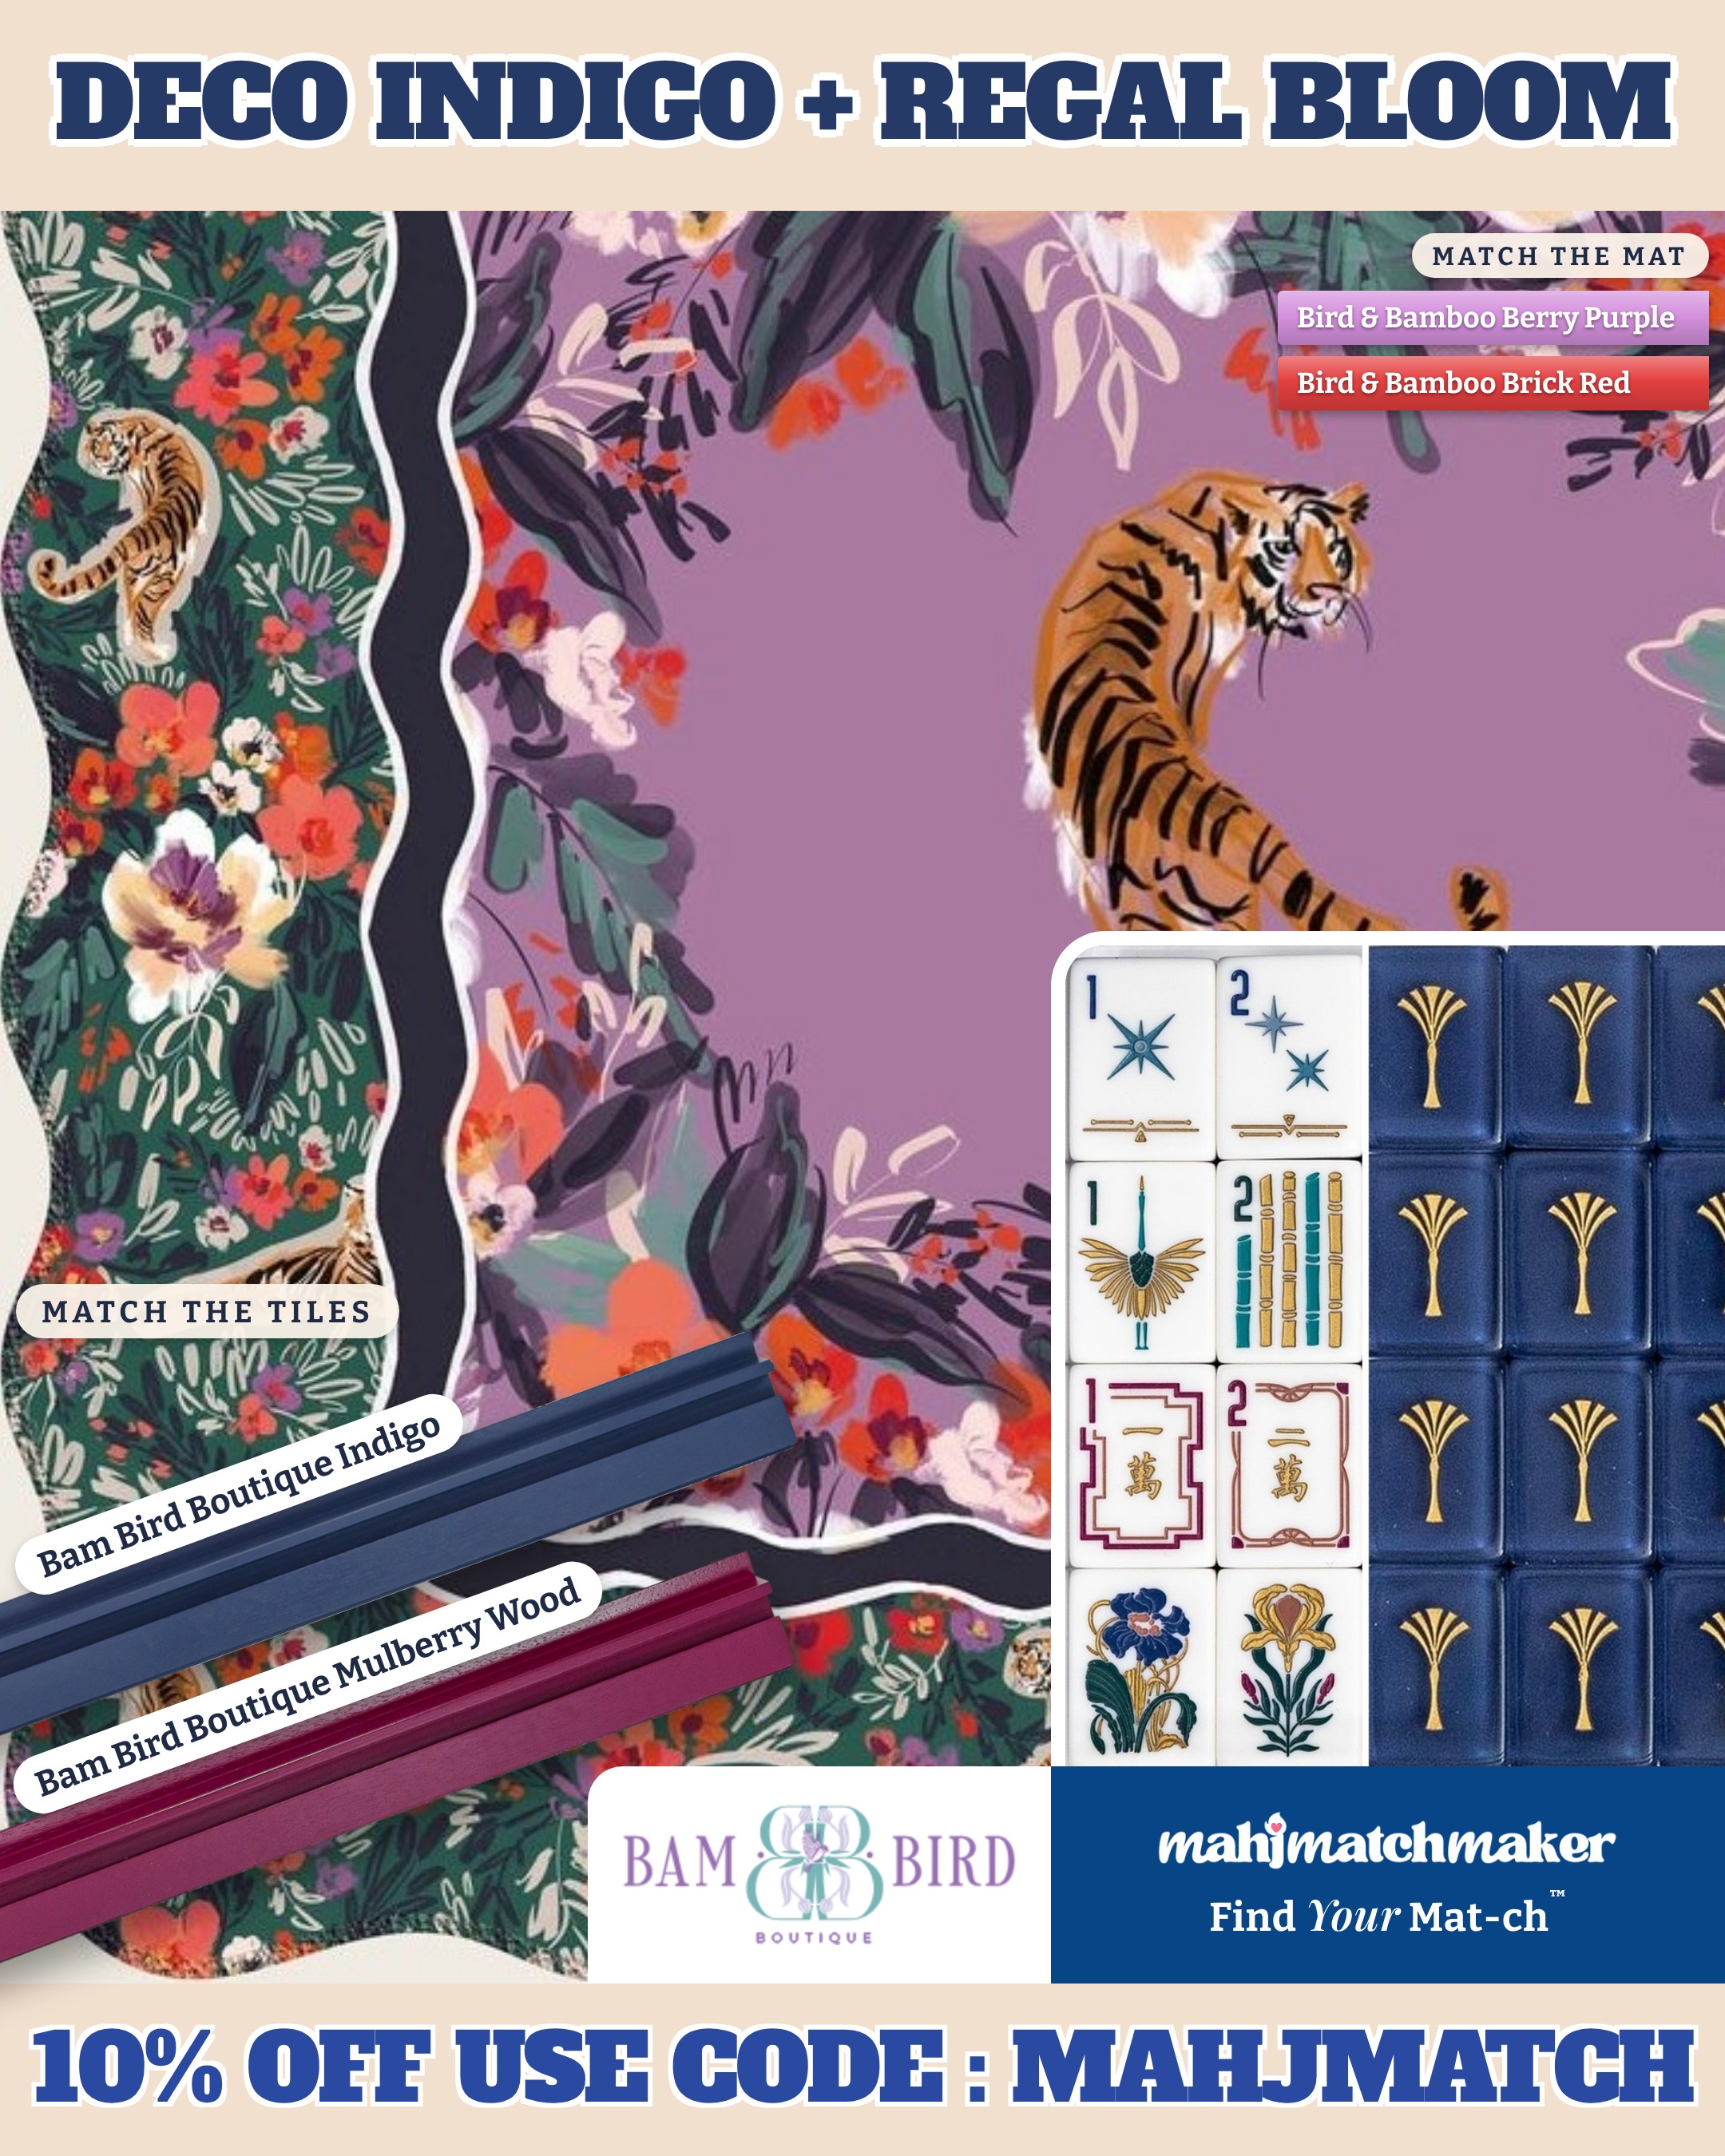 DECO INDIGO + REGAL BLOOM
MATCH THE MAT
Bird & Bamboo Berry Purple
Bird & Bamboo Brick Red
1
2
1
2
1
一
萬
2
二
萬
MATCH THE TILES
Bam Bird Boutique Indigo
Bam Bird Boutique Mulberry Wood
BAM BIRD
BOUTIQUE
mahjmatchmaker
Find Your Mat-ch™
10% OFF USE CODE : MAHJMATCH